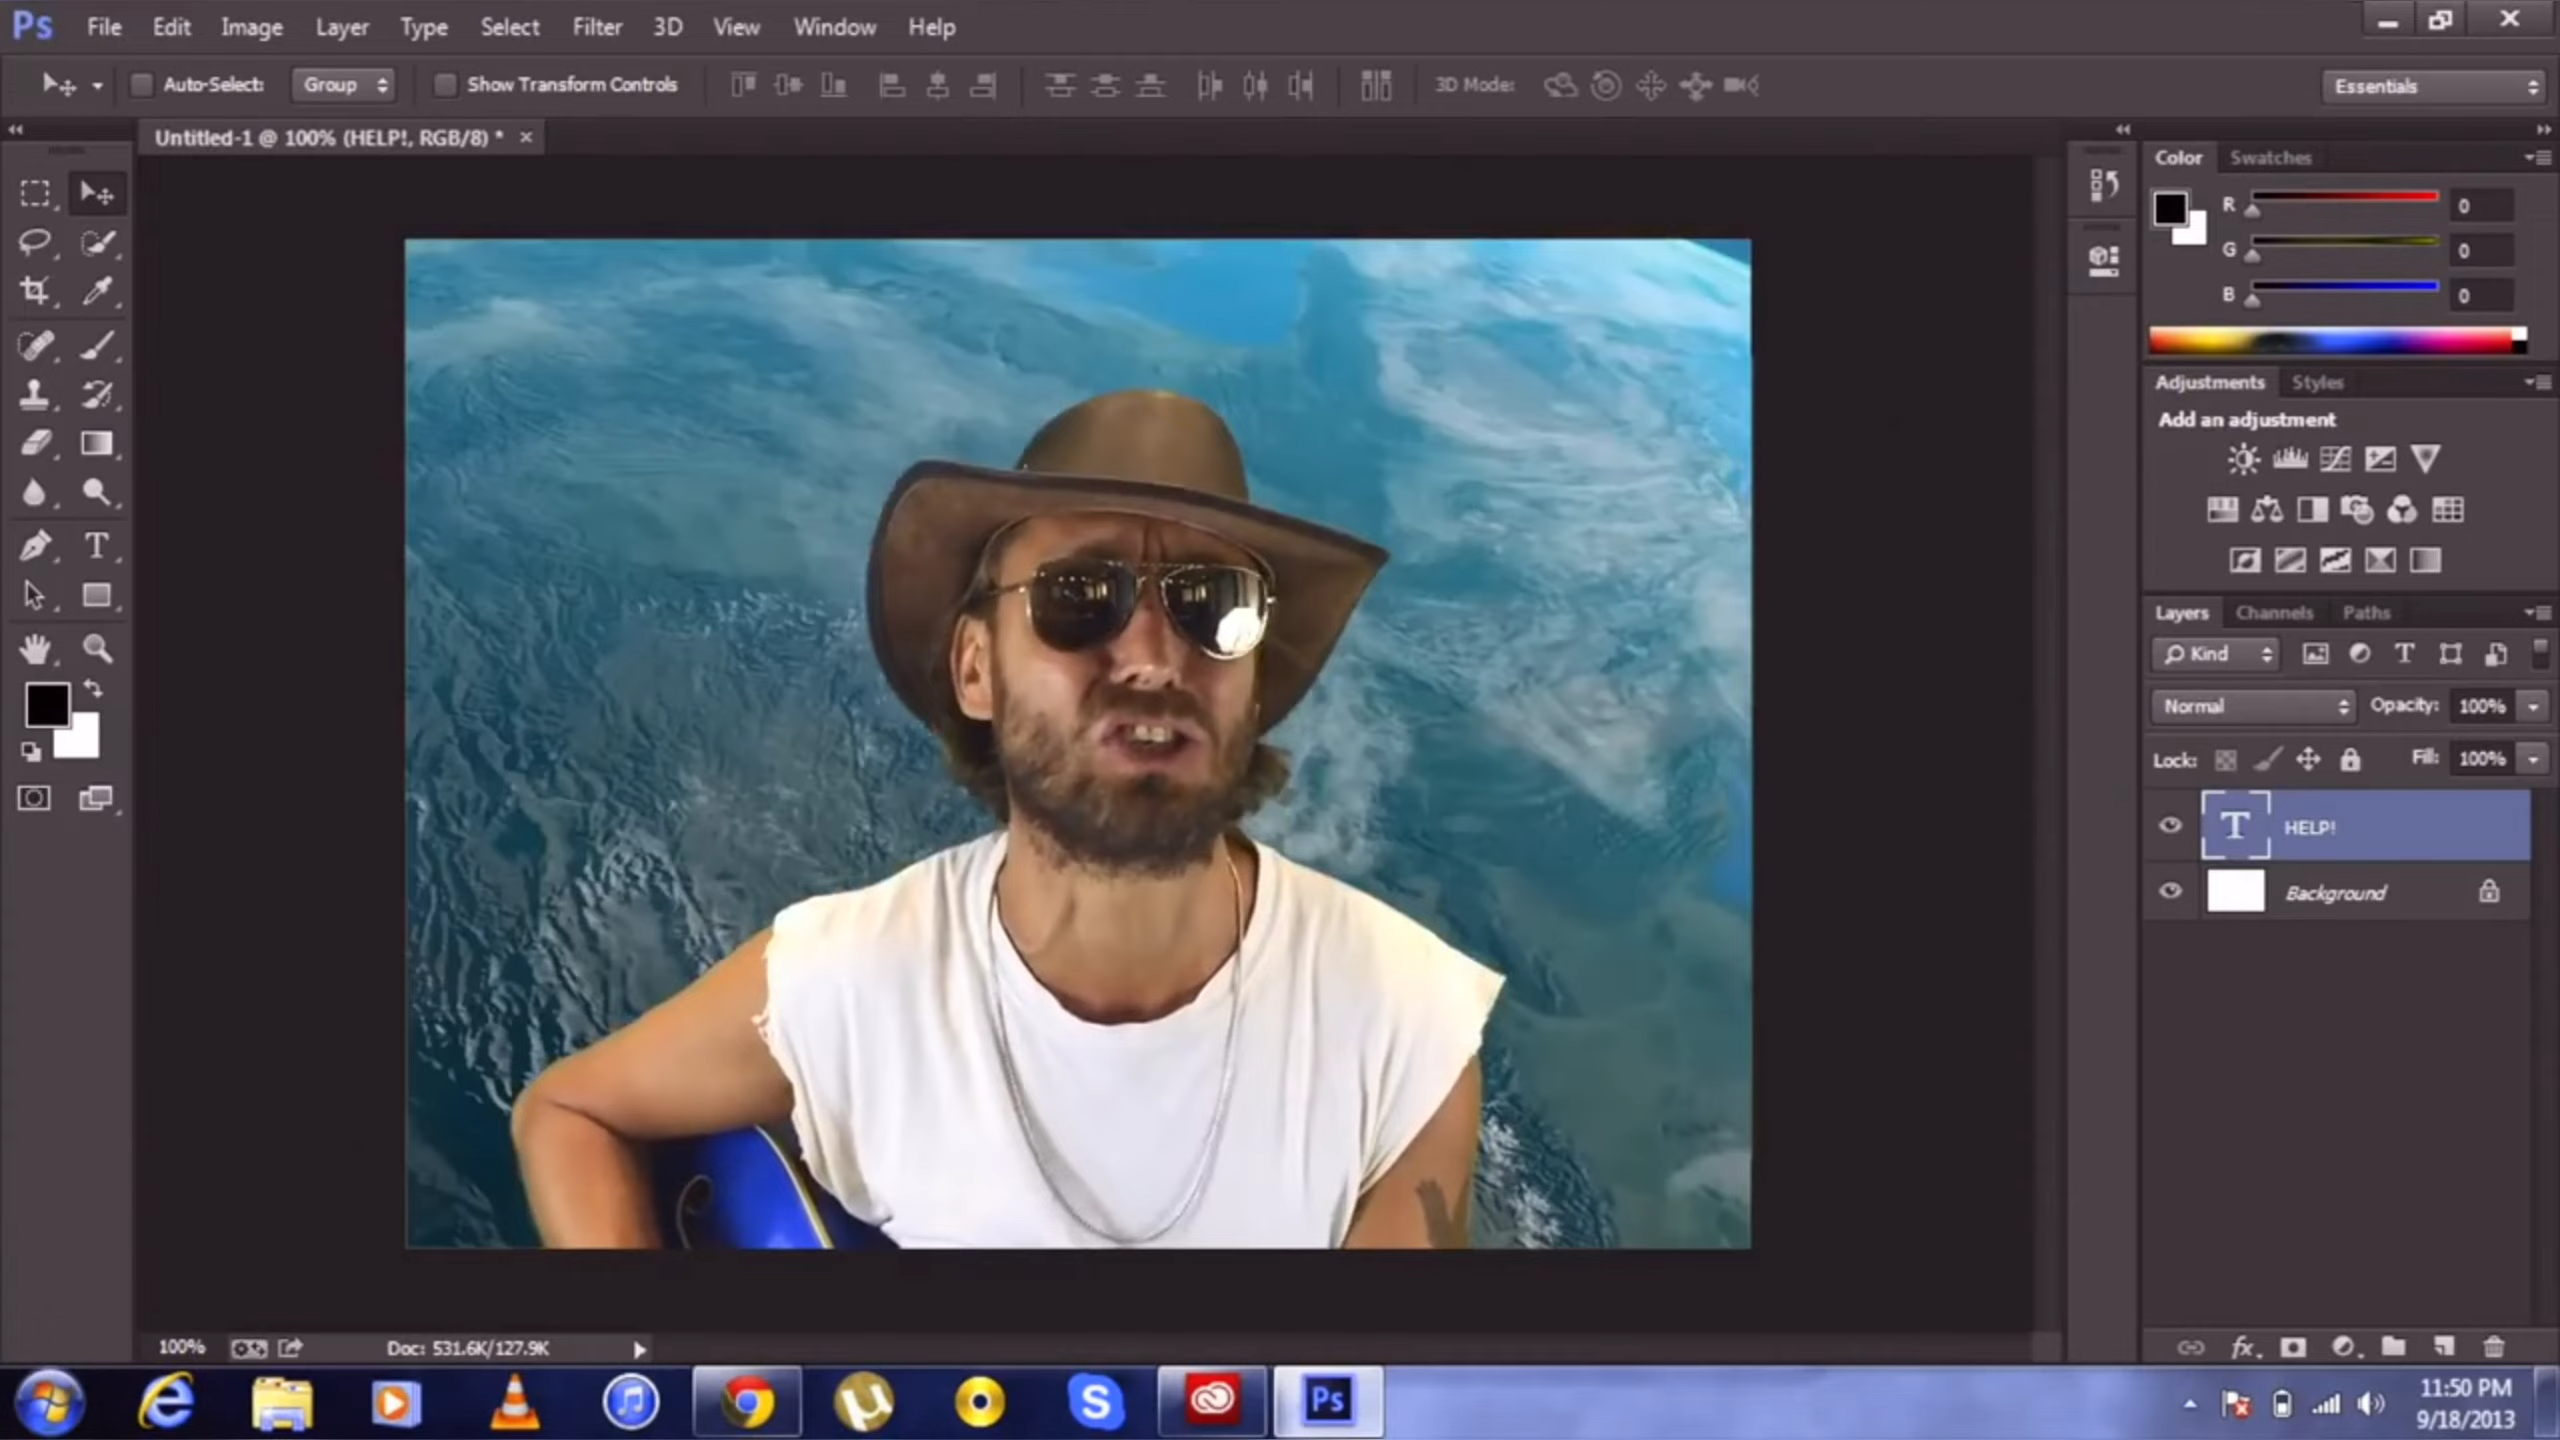 Ps File Edit Image Layer Type Select Filter 3D View Window Help
Auto-Select: Group Show Transform Controls 3D Mode: Essentials
Untitled-1 @ 100% (HELP!, RGB/8) * ×
Color Swatches
R 0
G 0
B 0
Adjustments Styles
Add an adjustment
Layers Channels Paths
Kind
Normal Opacity: 100%
Lock: Fill: 100%
T HELP!
Background
100% Doc: 531.6K/127.9K
fx
11:50 PM
9/18/2013
S Ps